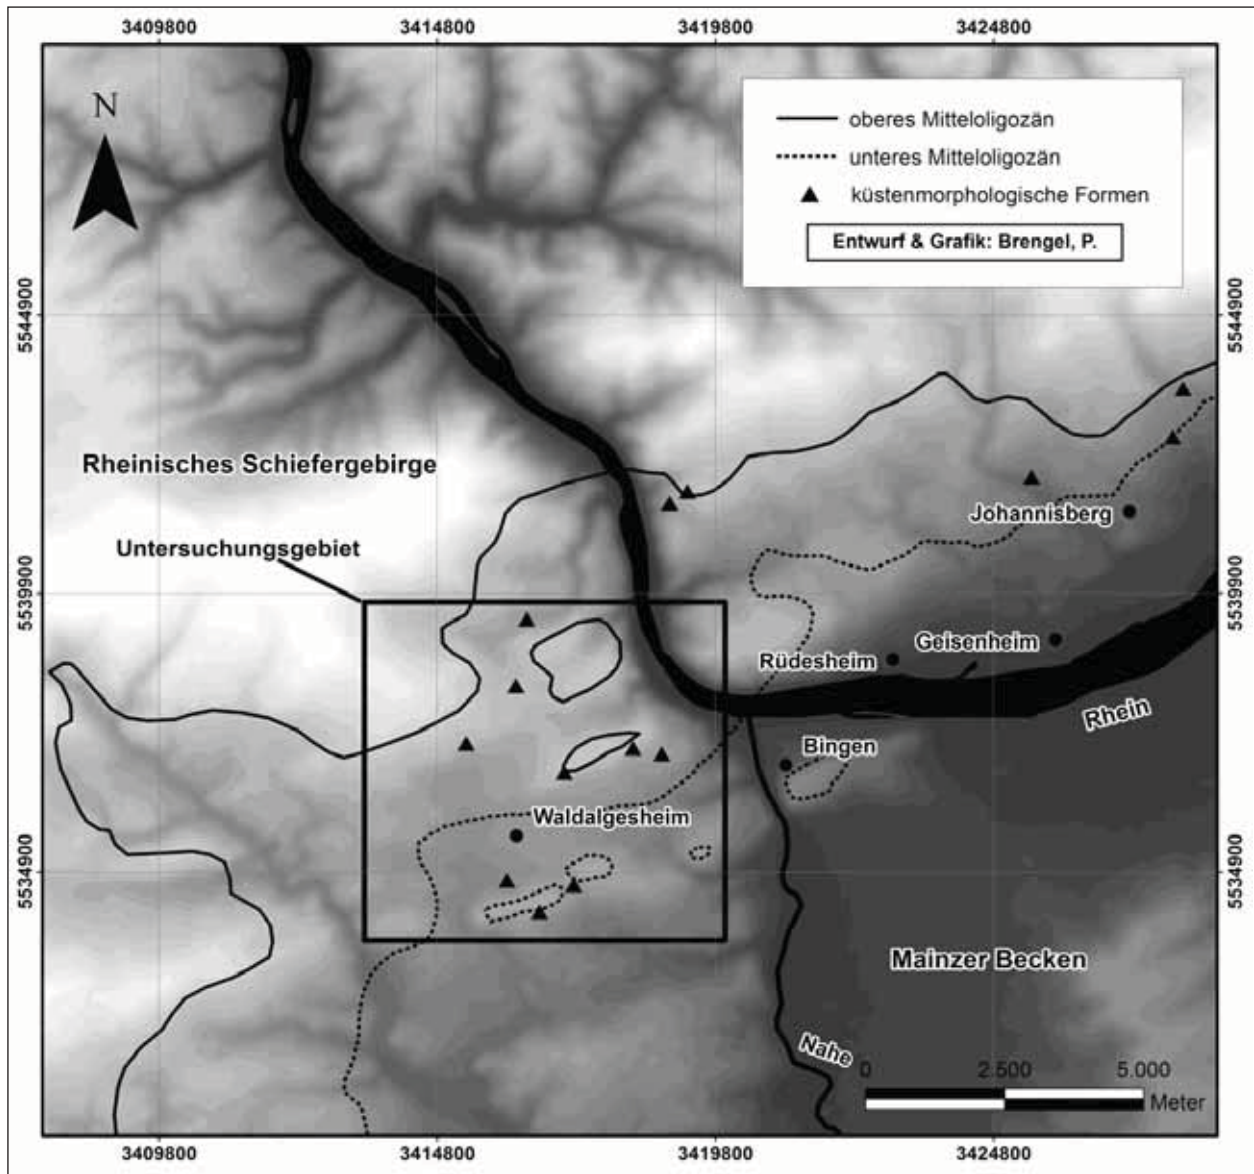 3409800 3414800 3419800 3424800
N
oberes Mitteloligozän
unteres Mitteloligozän
küstenmorphologische Formen
Entwurf & Grafik: Brengel, P.
5544900 5544900
Rheinisches Schiefergebirge
Johannisberg
Untersuchungsgebiet
5539900 5539900
Geisenheim
Rüdesheim
Rhein
Bingen
Waldalgesheim
5534900 5534900
Mainzer Becken
Nahe
0 2.500 5.000
Meter
3409800 3414800 3419800 3424800